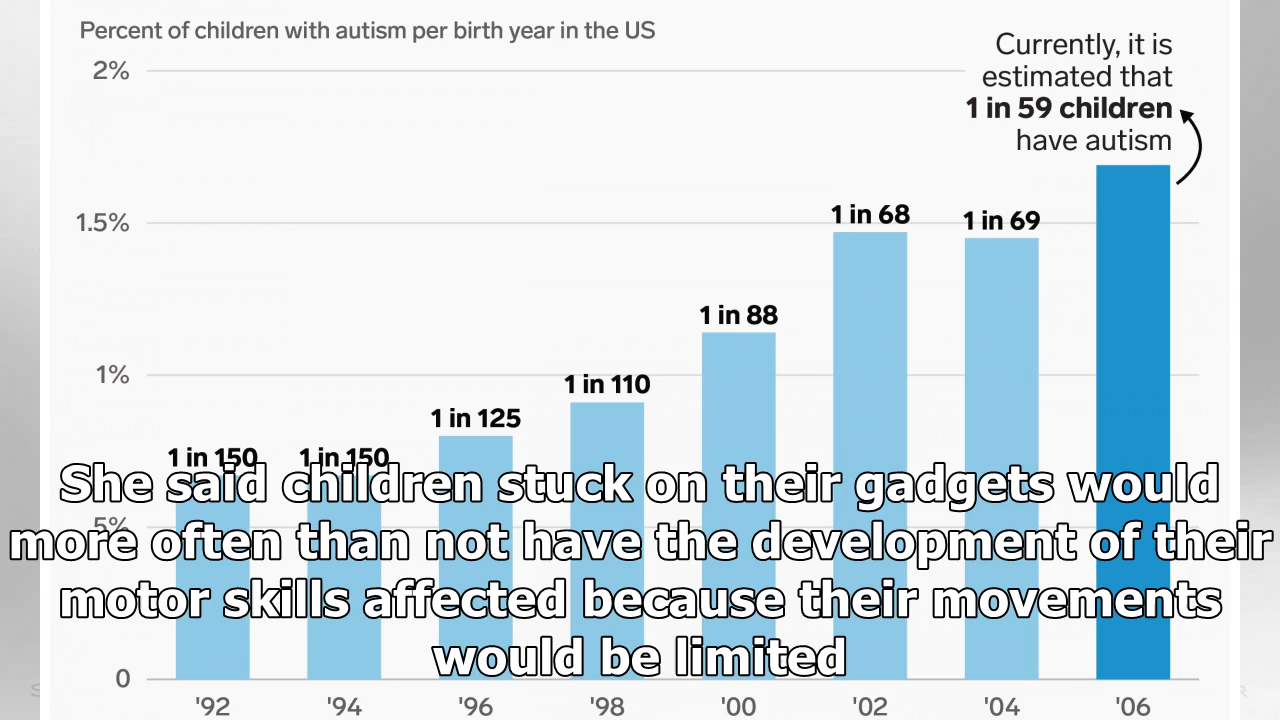 Percent of children with autism per birth year in the US
Currently, it is
estimated that
1 in 59 children
have autism
2%
1.5%
1 in 68
1 in 69
1 in 88
1%
1 in 110
1 in 125
1 in 150
1 in 150
5%
She said children stuck on their gadgets would
more often than not have the development of their
motor skills affected because their movements
would be limited
0
'92 '94 '96 '98 '00 '02 '04 '06